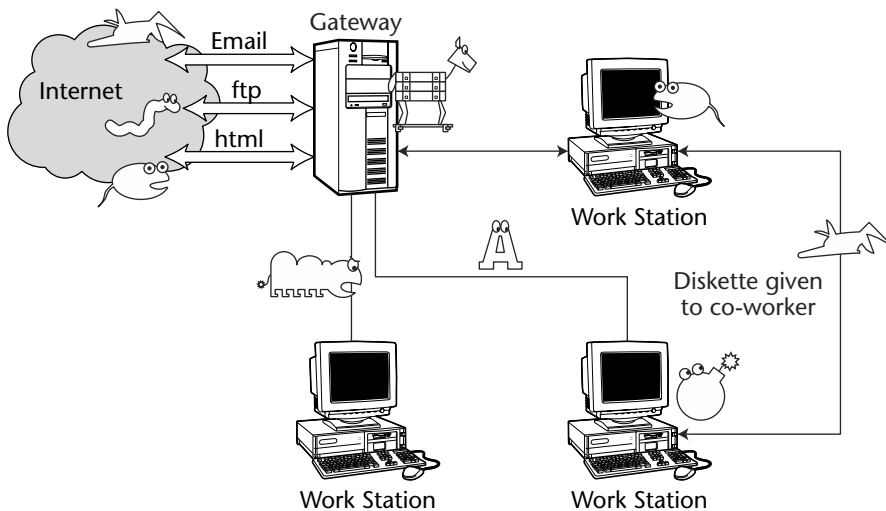 Gateway
Email
Internet
ftp
html
Work Station
A
Diskette given
to co-worker
Work Station
Work Station